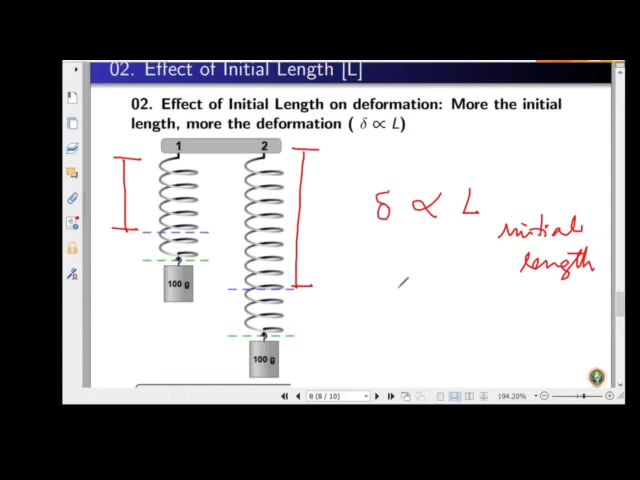 02. Effect of Initial Length [L]
02. Effect of Initial Length on deformation: More the initial
length, more the deformation ( δ ∝ L)
1 2
δ ∝ L
initial
length
100 g
100 g
8 (8 / 10)
194.20%